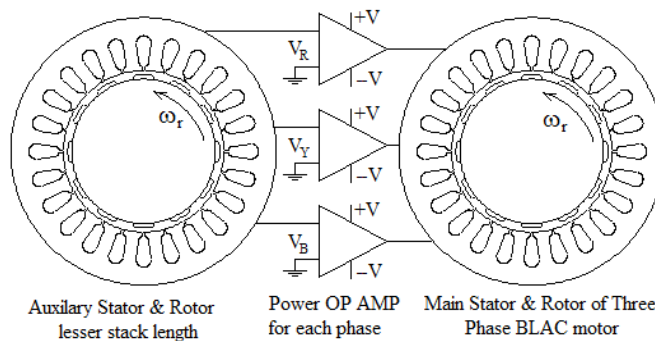 +V
V_R
−V
ω_r
+V
V_Y
−V
ω_r
+V
V_B
−V
Auxilary Stator & Rotor
lesser stack length
Power OP AMP
for each phase
Main Stator & Rotor of Three
Phase BLAC motor